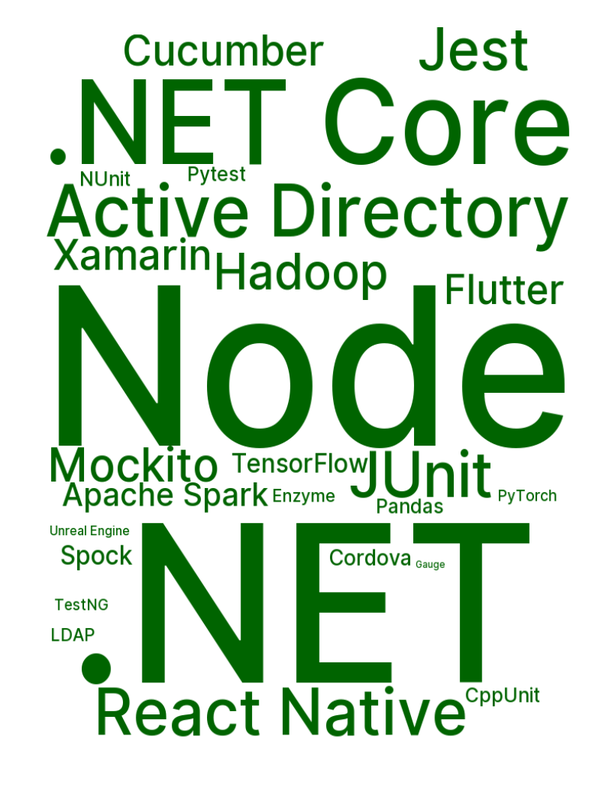 Cucumber
Jest
.NET Core
NUnit
Pytest
Active Directory
Xamarin
Hadoop
Flutter
Node
Mockito
TensorFlow
JUnit
Apache Spark
Enzyme
PyTorch
Pandas
Unreal Engine
.NET
Spock
Cordova
Gauge
TestNG
LDAP
React Native
CppUnit